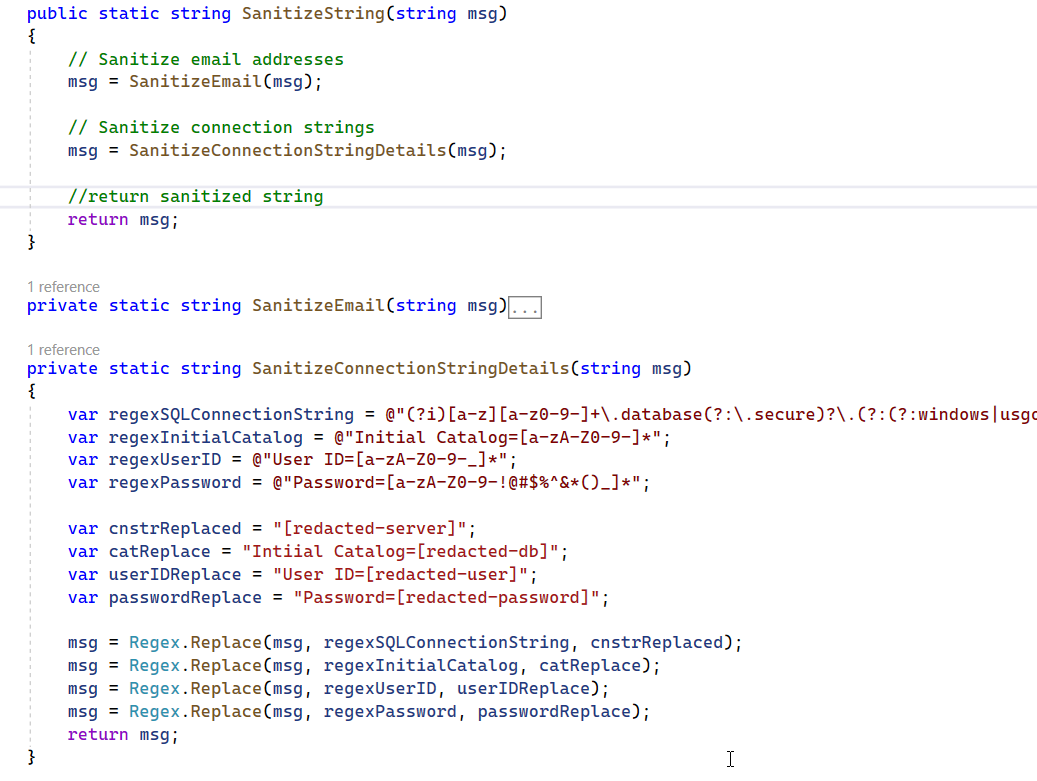 public static string SanitizeString(string msg)
{
// Sanitize email addresses
msg = SanitizeEmail(msg);
// Sanitize connection strings
msg = SanitizeConnectionStringDetails(msg);
//return sanitized string
return msg;
}
1 reference
private static string SanitizeEmail(string msg)...
1 reference
private static string SanitizeConnectionStringDetails(string msg)
{
var regexSQLConnectionString = @"(?i)[a-z][a-z0-9-]+\.database(?:\.secure)?\.(?:(?:windows|usgo
var regexInitialCatalog = @"Initial Catalog=[a-zA-Z0-9-]*";
var regexUserID = @"User ID=[a-zA-Z0-9-_]*";
var regexPassword = @"Password=[a-zA-Z0-9-!@#$%^&*()_]*";
var cnstrReplaced = "[redacted-server]";
var catReplace = "Intiial Catalog=[redacted-db]";
var userIDReplace = "User ID=[redacted-user]";
var passwordReplace = "Password=[redacted-password]";
msg = Regex.Replace(msg, regexSQLConnectionString, cnstrReplaced);
msg = Regex.Replace(msg, regexInitialCatalog, catReplace);
msg = Regex.Replace(msg, regexUserID, userIDReplace);
msg = Regex.Replace(msg, regexPassword, passwordReplace);
return msg;
}